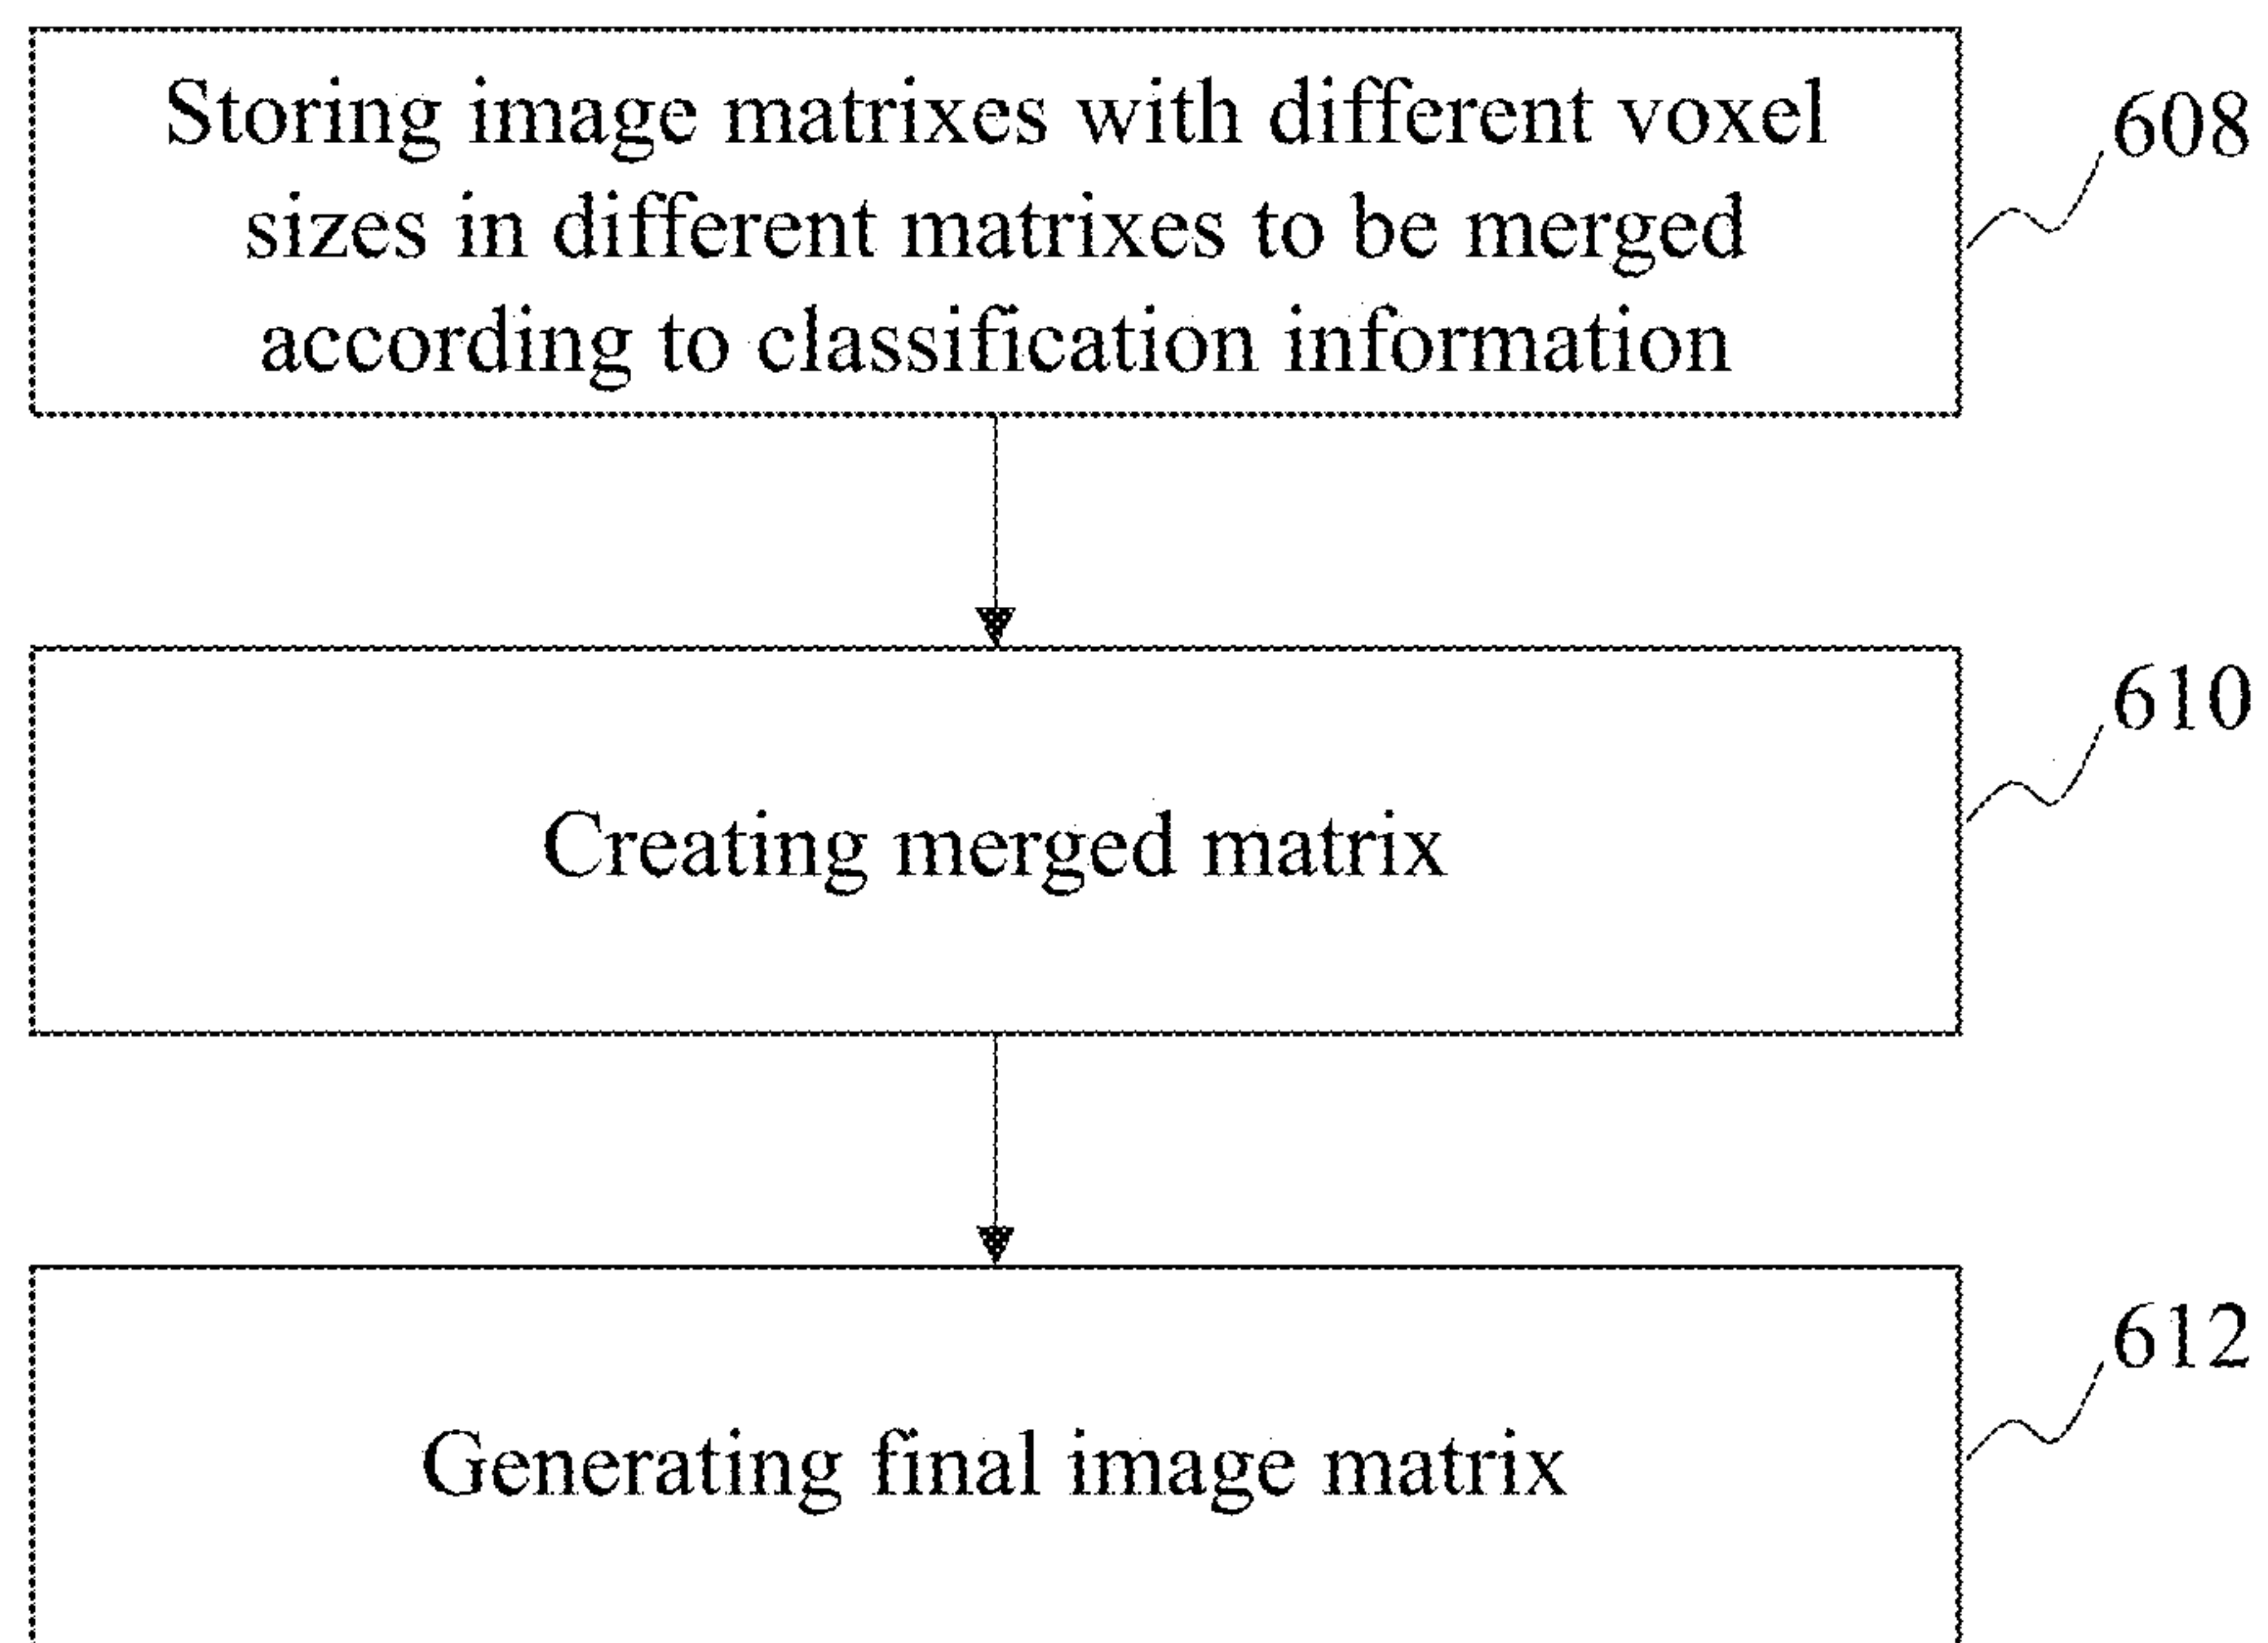 Storing image matrixes with different voxel
sizes in different matrixes to be merged
according to classification information
608
Creating merged matrix
610
Generating final image matrix
612